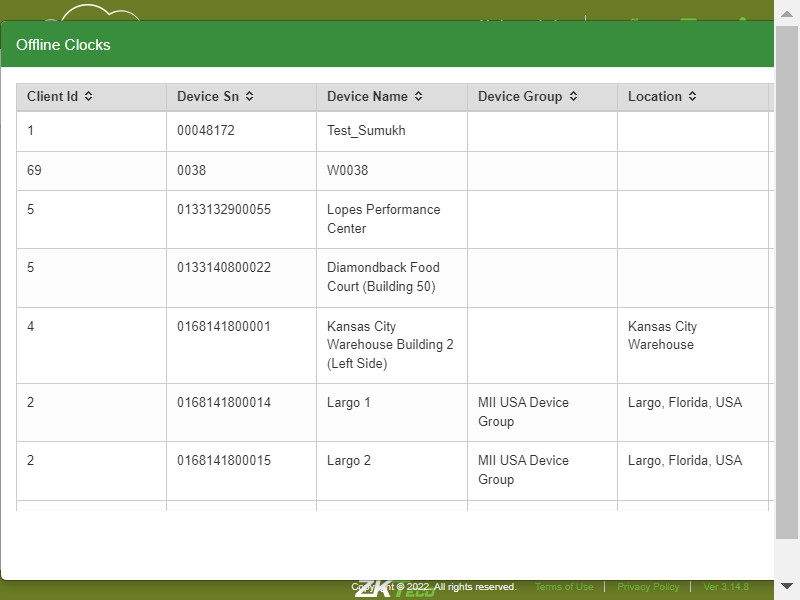 Offline Clocks
Client Id Device Sn Device Name Device Group Location
1 00048172 Test_Sumukh
69 0038 W0038
5 0133132900055 Lopes Performance
Center
5 0133140800022 Diamondback Food
Court (Building 50)
4 0168141800001 Kansas City Kansas City
Warehouse Building 2 Warehouse
(Left Side)
2 0168141800014 Largo 1 MII USA Device Largo, Florida, USA
Group
2 0168141800015 Largo 2 MII USA Device Largo, Florida, USA
Group
Copyright © 2022. All rights reserved. Terms of Use | Privacy Policy | Ver 3.14.8
ZKTeco